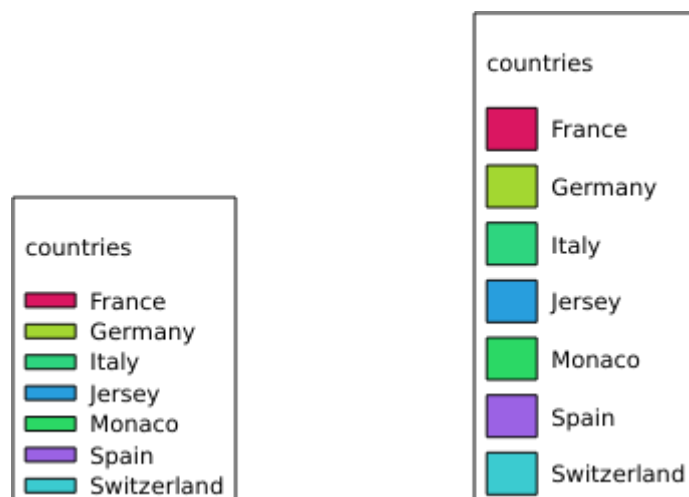 countries
France
Germany
Italy
Jersey
Monaco
Spain
Switzerland
countries
France
Germany
Italy
Jersey
Monaco
Spain
Switzerland